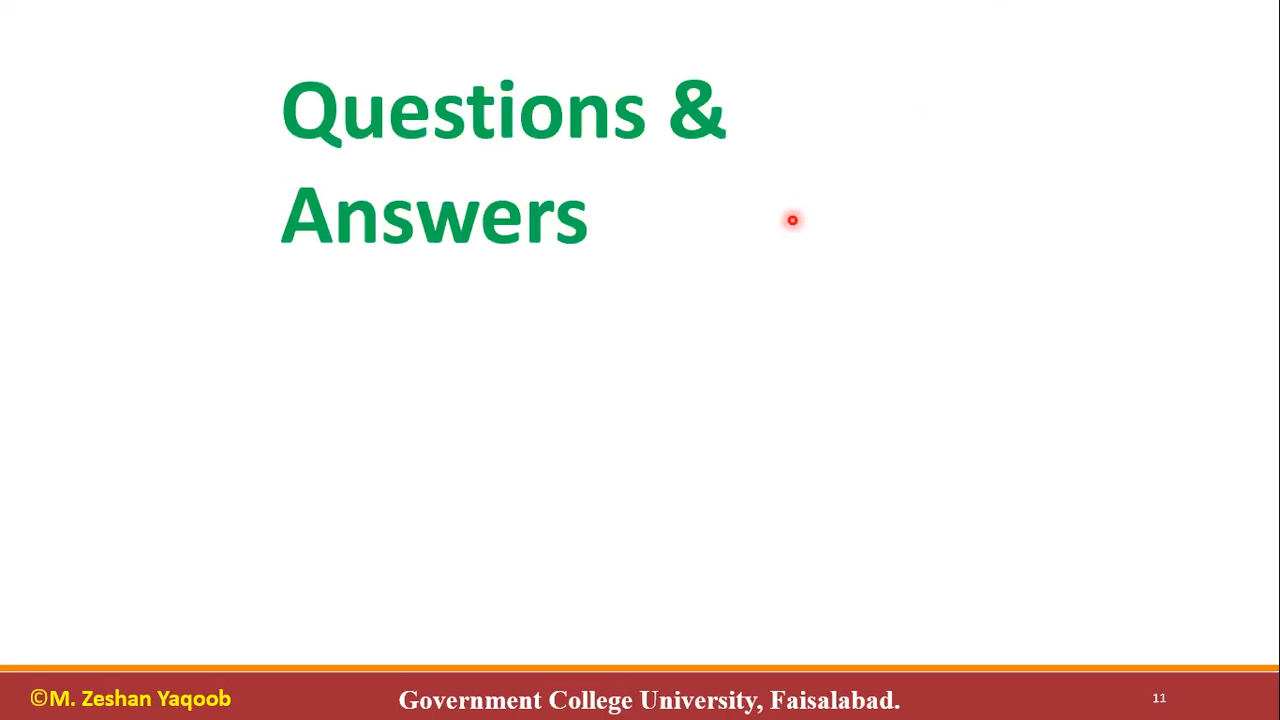 Questions &
Answers
©M. Zeshan Yaqoob
Government College University, Faisalabad.
11